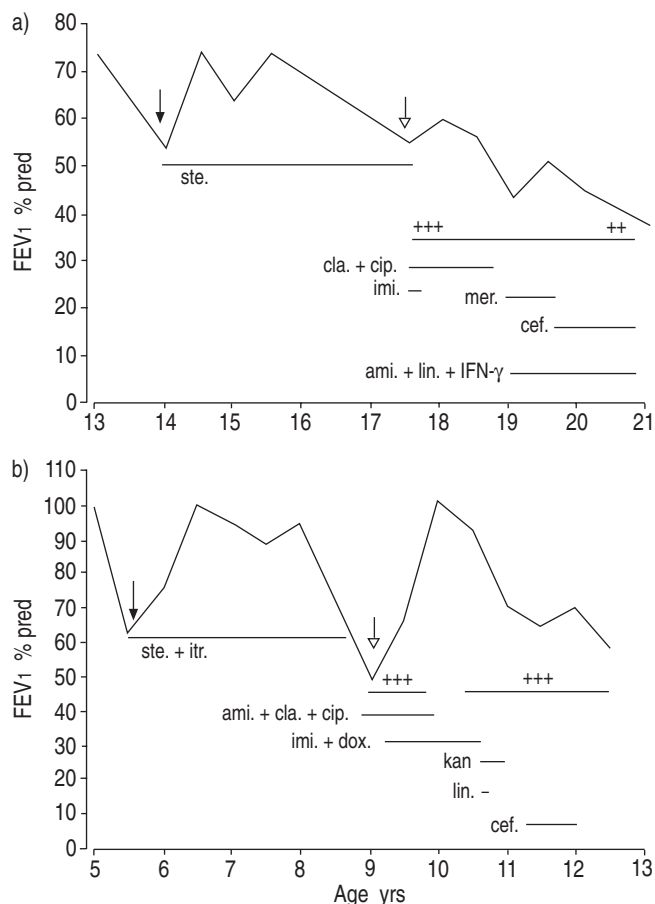 a)
80
70
60
50
40
30
20
10
0
FEV1 % pred
ste.
+++ ++
cla. + cip.
imi.
mer.
cef.
ami. + lin. + IFN-γ
13 14 15 16 17 18 19 20 21
b)
110
100
90
80
70
60
50
40
30
20
10
0
FEV1 % pred
ste. + itr.
+++ +++
ami. + cla. + cip.
imi. + dox.
kan
lin.
cef.
5 6 7 8 9 10 11 12 13
Age yrs